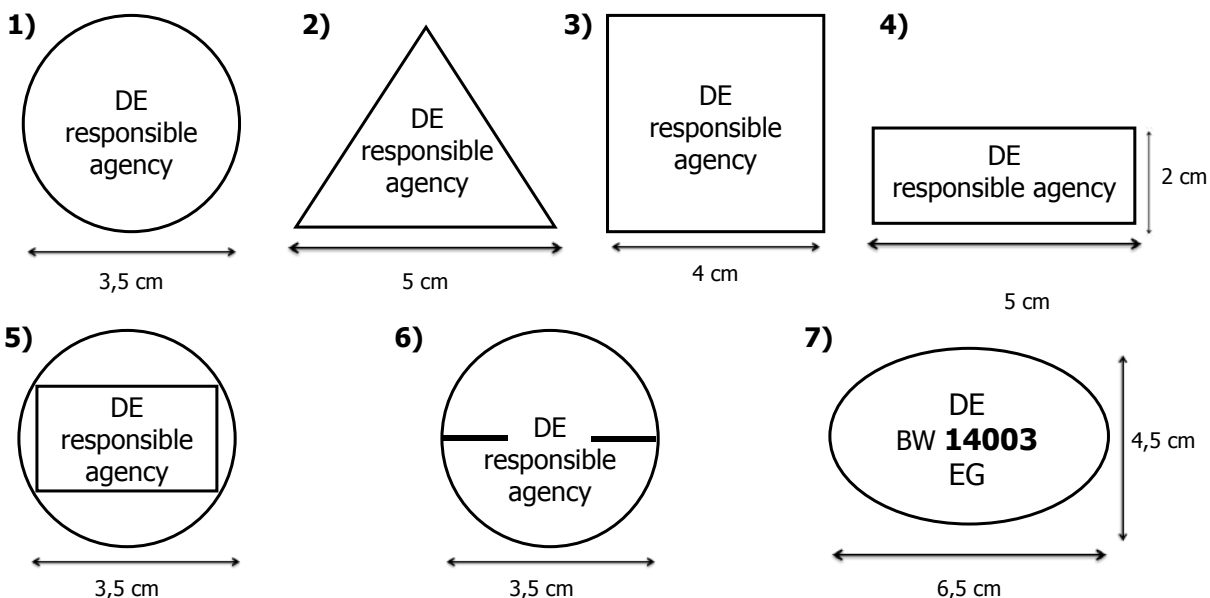 1)
DE
responsible
agency
3,5 cm
2)
DE
responsible
agency
5 cm
3)
DE
responsible
agency
4 cm
4)
DE
responsible agency
2 cm
5 cm
5)
DE
responsible
agency
3,5 cm
6)
DE
responsible
agency
3,5 cm
7)
DE
BW 14003
EG
4,5 cm
6,5 cm